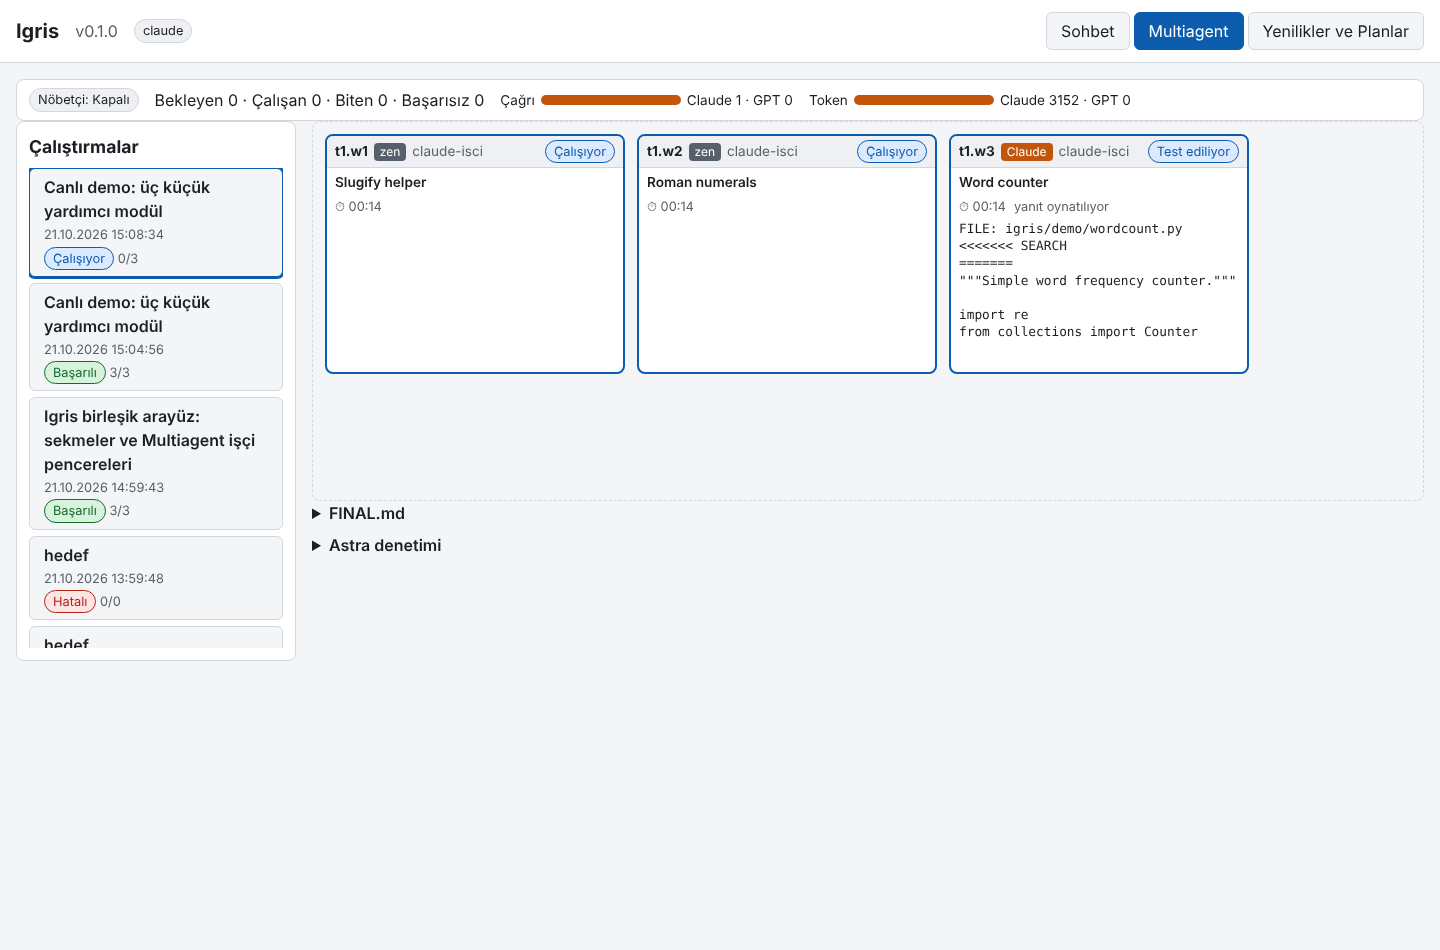 Igris v0.1.0 claude
Sohbet Multiagent Yenilikler ve Planlar
Nöbetçi: Kapalı Bekleyen 0 · Çalışan 0 · Biten 0 · Başarısız 0 Çağrı Claude 1 · GPT 0 Token Claude 3152 · GPT 0
Çalıştırmalar
Canlı demo: üç küçük
yardımcı modül
21.10.2026 15:08:34
Çalışıyor 0/3
Canlı demo: üç küçük
yardımcı modül
21.10.2026 15:04:56
Başarılı 3/3
Igris birleşik arayüz:
sekmeler ve Multiagent işçi
pencereleri
21.10.2026 14:59:43
Başarılı 3/3
hedef
21.10.2026 13:59:48
Hatalı 0/0
hedef
t1.w1 zen claude-isci Çalışıyor
Slugify helper
⏱ 00:14
t1.w2 zen claude-isci Çalışıyor
Roman numerals
⏱ 00:14
t1.w3 Claude claude-isci Test ediliyor
Word counter
⏱ 00:14 yanıt oynatılıyor
FILE: igris/demo/wordcount.py
<<<<<<< SEARCH
=======
"""Simple word frequency counter."""
import re
from collections import Counter
▶ FINAL.md
▶ Astra denetimi